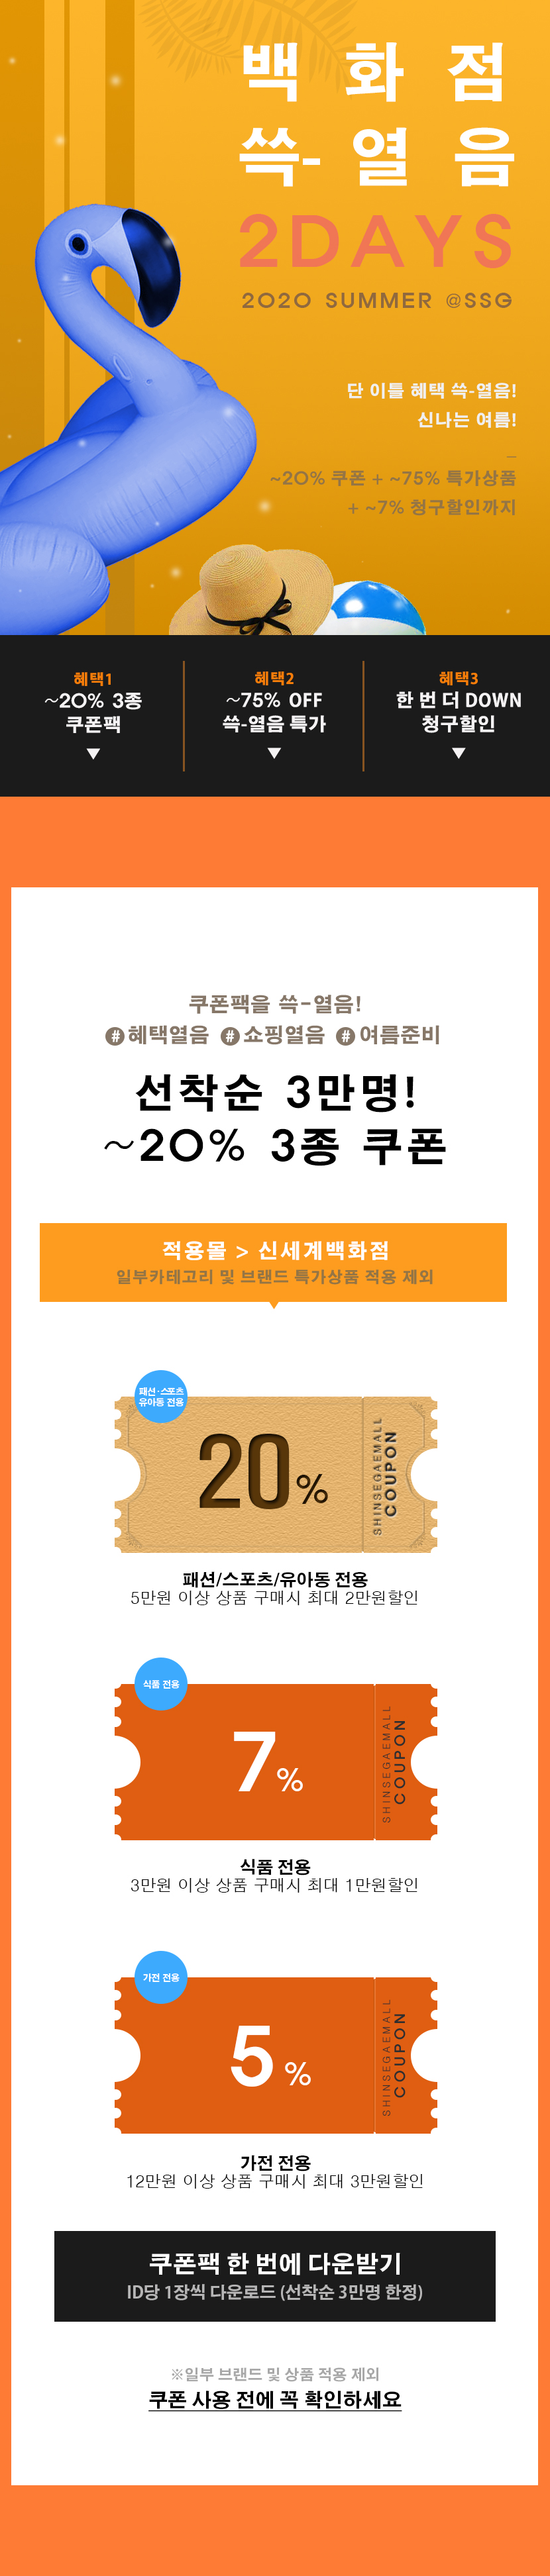 백 화 점
쓱- 열 음
2DAYS
2020 SUMMER @SSG
단 이틀 혜택 쓱-열음!
신나는 여름!
~20% 쿠폰 + ~75% 특가상품
+ ~7% 청구할인까지
혜택1
~20% 3종
쿠폰팩
▼
혜택2
~75% OFF
쓱-열음 특가
▼
혜택3
한 번 더 DOWN
청구할인
▼
쿠폰팩을 쓱-열음!
#혜택열음 #쇼핑열음 #여름준비
선착순 3만명!
~20% 3종 쿠폰
적용몰 > 신세계백화점
일부카테고리 및 브랜드 특가상품 적용 제외
패션·스포츠
유아동 전용
20%
SHINSEGAEMALL
COUPON
패션/스포츠/유아동 전용
5만원 이상 상품 구매시 최대 2만원할인
식품 전용
7%
SHINSEGAEMALL
COUPON
식품 전용
3만원 이상 상품 구매시 최대 1만원할인
가전 전용
5%
SHINSEGAEMALL
COUPON
가전 전용
12만원 이상 상품 구매시 최대 3만원할인
쿠폰팩 한 번에 다운받기
ID당 1장씩 다운로드 (선착순 3만명 한정)
※일부 브랜드 및 상품 적용 제외
쿠폰 사용 전에 꼭 확인하세요